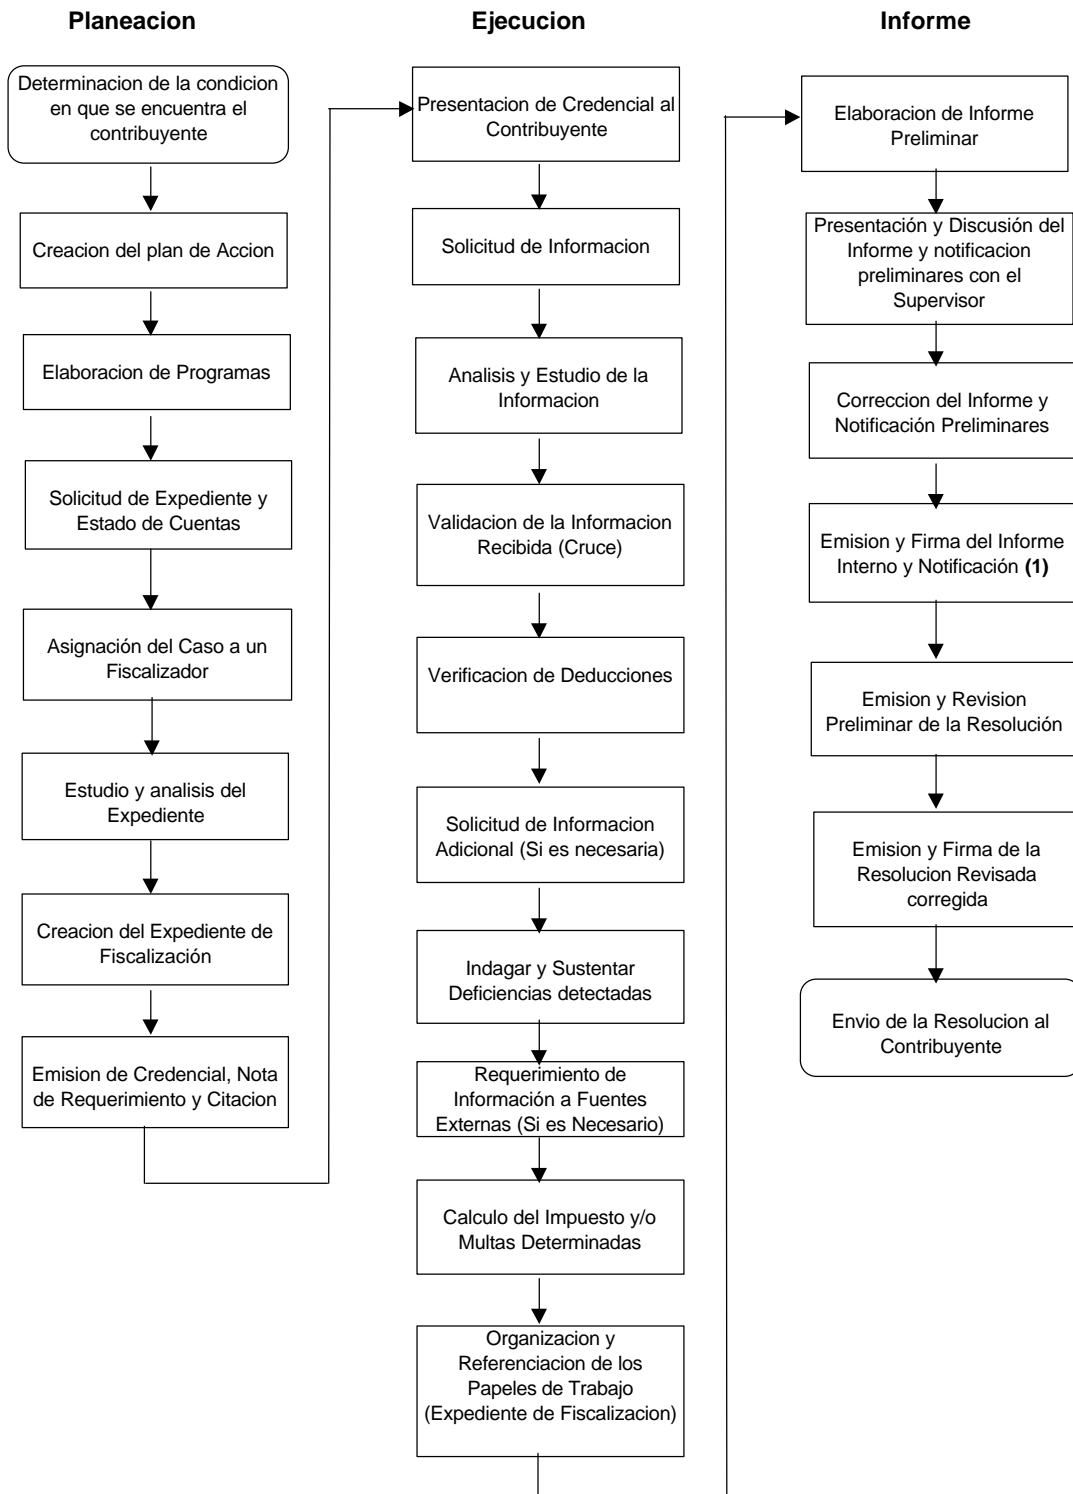 Planeacion
Determinacion de la condicion
en que se encuentra el
contribuyente
Creacion del plan de Accion
Elaboracion de Programas
Solicitud de Expediente y
Estado de Cuentas
Asignación del Caso a un
Fiscalizador
Estudio y analisis del
Expediente
Creacion del Expediente de
Fiscalización
Emision de Credencial, Nota
de Requerimiento y Citacion
Ejecucion
Presentacion de Credencial al
Contribuyente
Solicitud de Informacion
Analisis y Estudio de la
Informacion
Validacion de la Informacion
Recibida (Cruce)
Verificacion de Deducciones
Solicitud de Informacion
Adicional (Si es necesaria)
Indagar y Sustentar
Deficiencias detectadas
Requerimiento de
Información a Fuentes
Externas (Si es Necesario)
Calculo del Impuesto y/o
Multas Determinadas
Organizacion y
Referenciacion de los
Papeles de Trabajo
(Expediente de Fiscalizacion)
Informe
Elaboracion de Informe
Preliminar
Presentación y Discusión del
Informe y notificacion
preliminares con el
Supervisor
Correccion del Informe y
Notificación Preliminares
Emision y Firma del Informe
Interno y Notificación (1)
Emision y Revision
Preliminar de la Resolución
Emision y Firma de la
Resolucion Revisada
corregida
Envio de la Resolucion al
Contribuyente